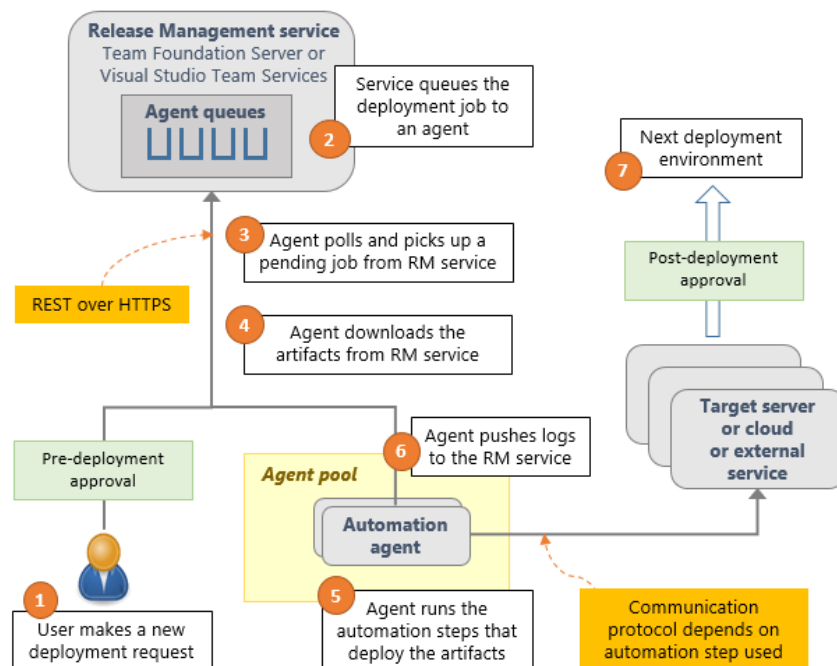 Release Management service
Team Foundation Server or
Visual Studio Team Services
Agent queues
2
Service queues the
deployment job to
an agent
7
Next deployment
environment
3
Agent polls and picks up a
pending job from RM service
REST over HTTPS
Post-deployment
approval
4
Agent downloads the
artifacts from RM service
Target server
or cloud
or external
service
Pre-deployment
approval
6
Agent pushes logs
to the RM service
Agent pool
Automation
agent
1
User makes a new
deployment request
5
Agent runs the
automation steps that
deploy the artifacts
Communication
protocol depends on
automation step used